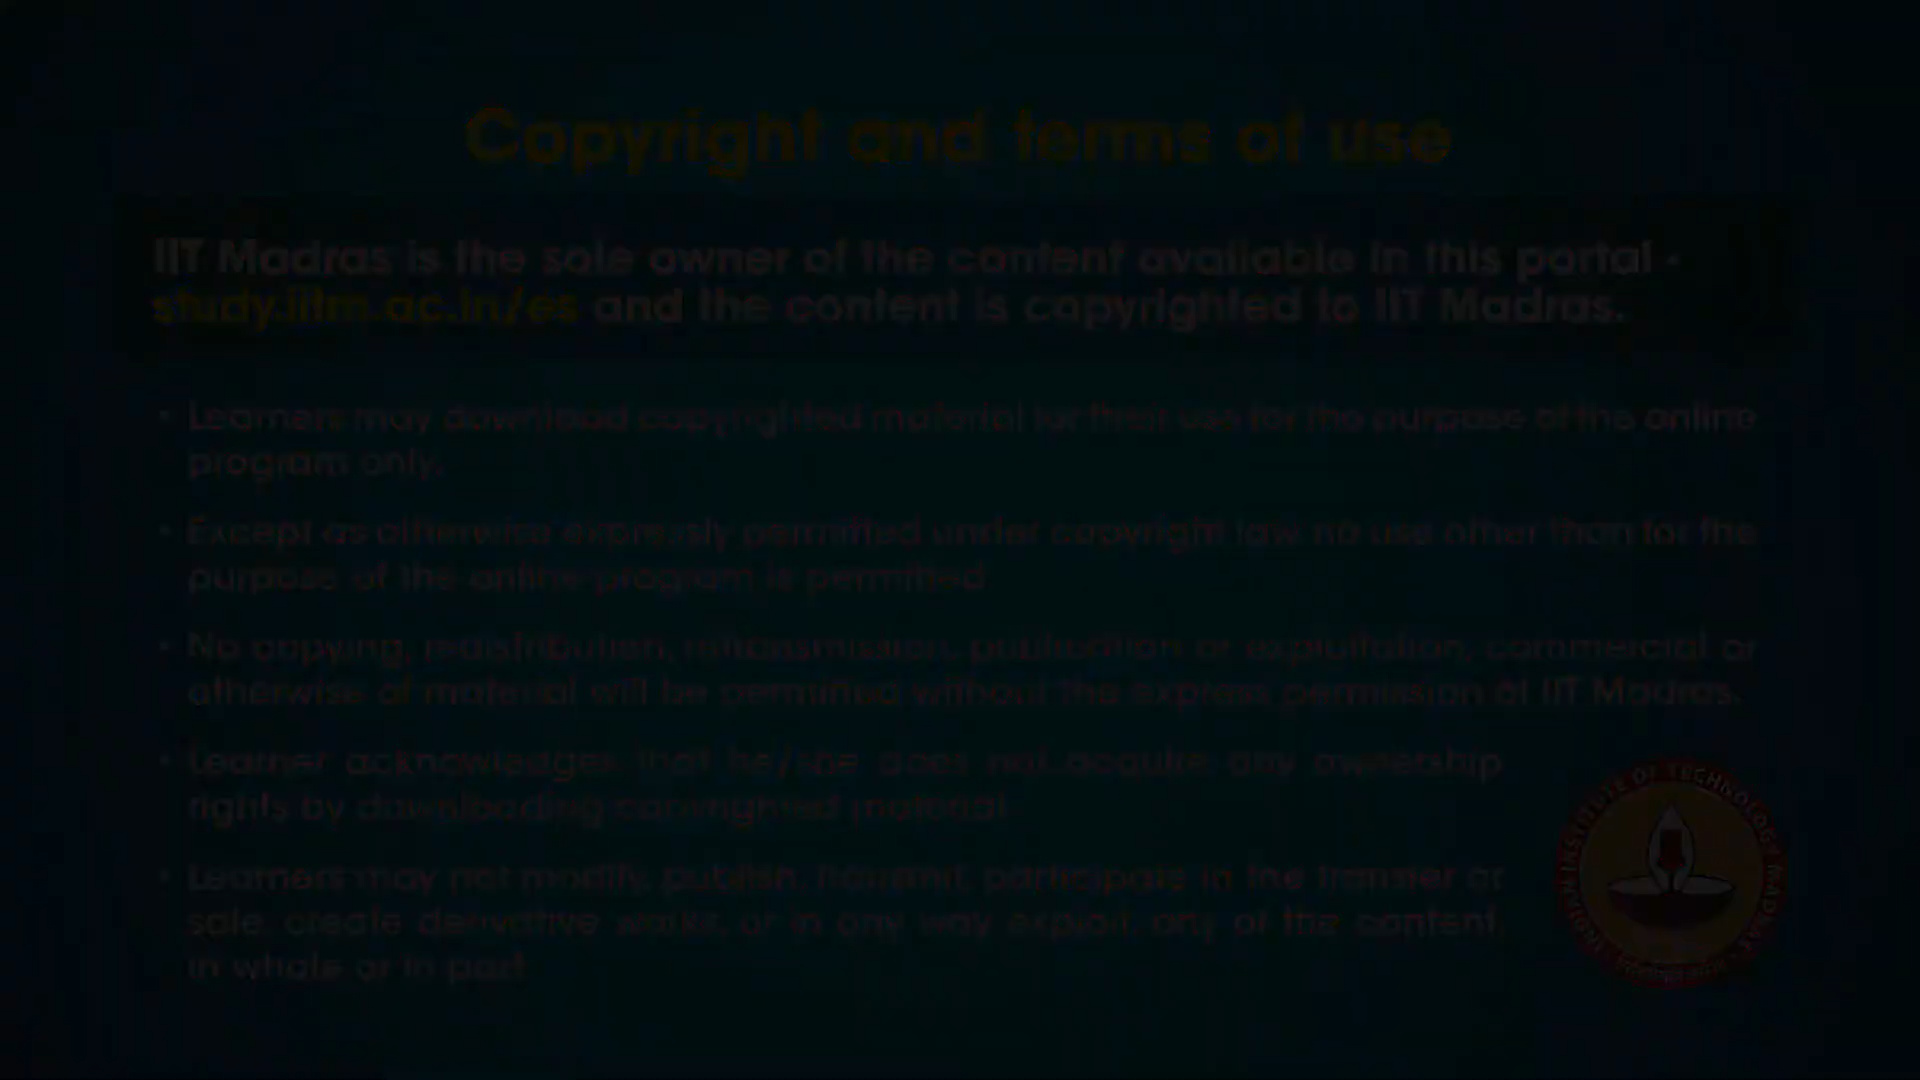 Copyright and terms of use
IIT Madras is the sole owner of the content available in this portal -
study.iitm.ac.in/es and the content is copyrighted to IIT Madras.
• Learners may download copyrighted material for their use for the purpose of the online
program only.
• Except as otherwise expressly permitted under copyright law, no use other than for the
purpose of the online program is permitted.
• No copying, redistribution, retransmission, publication or exploitation, commercial or
otherwise of material will be permitted without the express permission of IIT Madras.
• Learner acknowledges that he/she does not acquire any ownership
rights by downloading copyrighted material.
• Learners may not modify, publish, transmit, participate in the transfer or
sale, create derivative works, or in any way exploit, any of the content,
in whole or in part.
INDIAN INSTITUTE OF TECHNOLOGY MADRAS